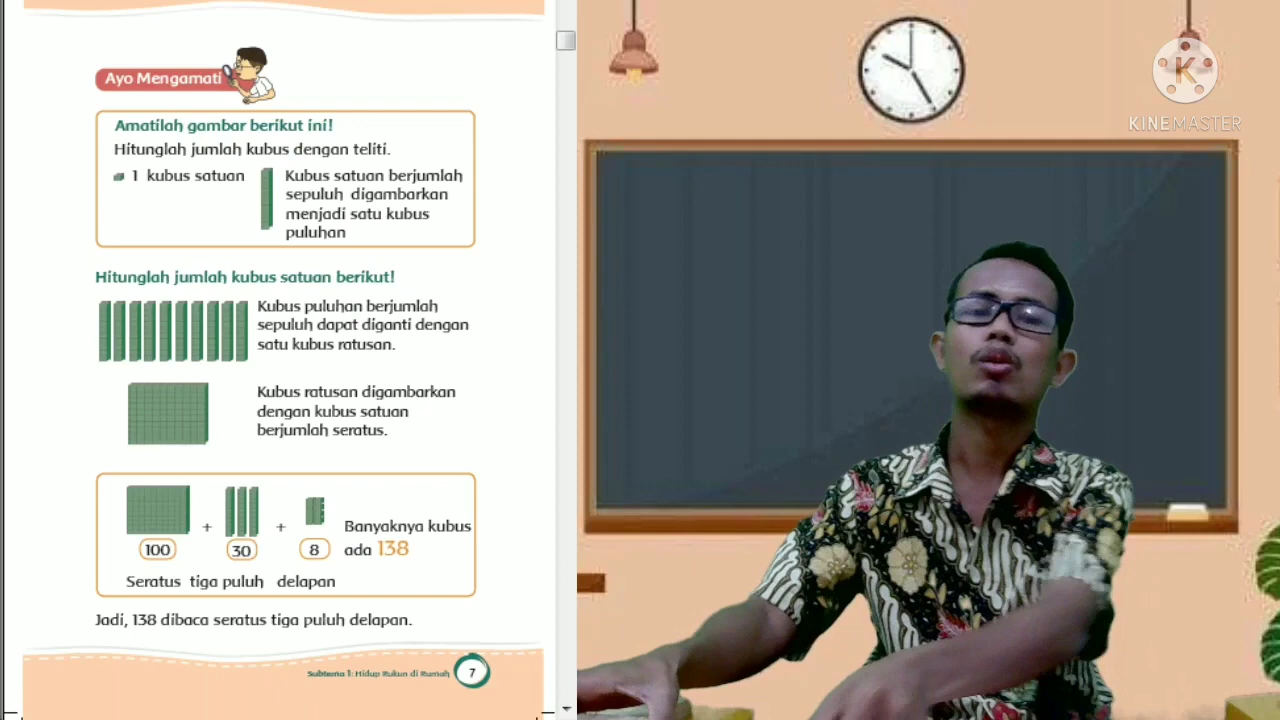 Ayo Mengamati
Amatilah gambar berikut ini!
Hitunglah jumlah kubus dengan teliti.
1 kubus satuan
Kubus satuan berjumlah
sepuluh digambarkan
menjadi satu kubus
puluhan
Hitunglah jumlah kubus satuan berikut!
Kubus puluhan berjumlah
sepuluh dapat diganti dengan
satu kubus ratusan.
Kubus ratusan digambarkan
dengan kubus satuan
berjumlah seratus.
+ +
100 30 8
Banyaknya kubus
ada 138
Seratus tiga puluh delapan
Jadi, 138 dibaca seratus tiga puluh delapan.
Subtema 1: Hidup Rukun di Rumah 7
K
KINEMASTER